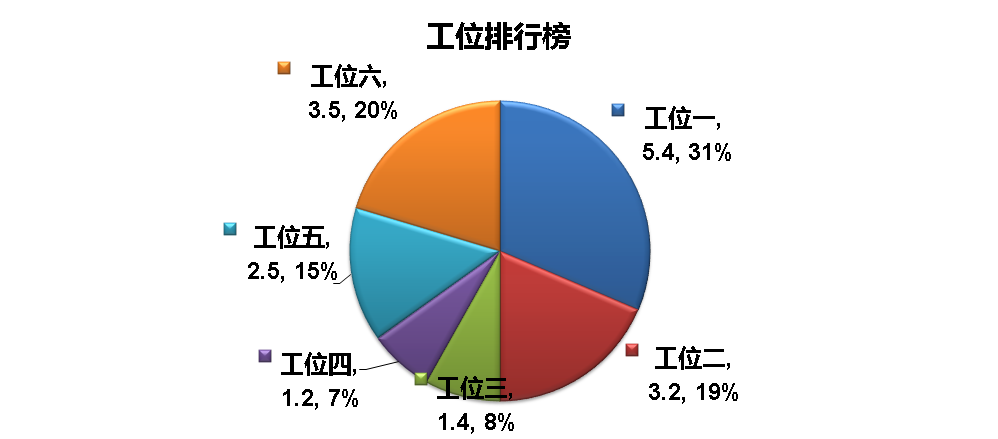 工位排行榜
工位六,
3.5, 20%
工位一,
5.4, 31%
工位五,
2.5, 15%
工位四,
1.2, 7%
工位三,
1.4, 8%
工位二,
3.2, 19%